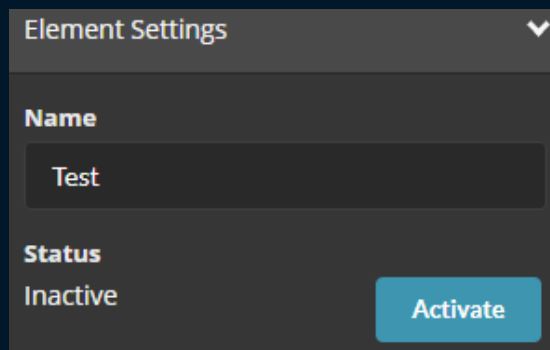 Element Settings
Name
Test
Status
Inactive
Activate